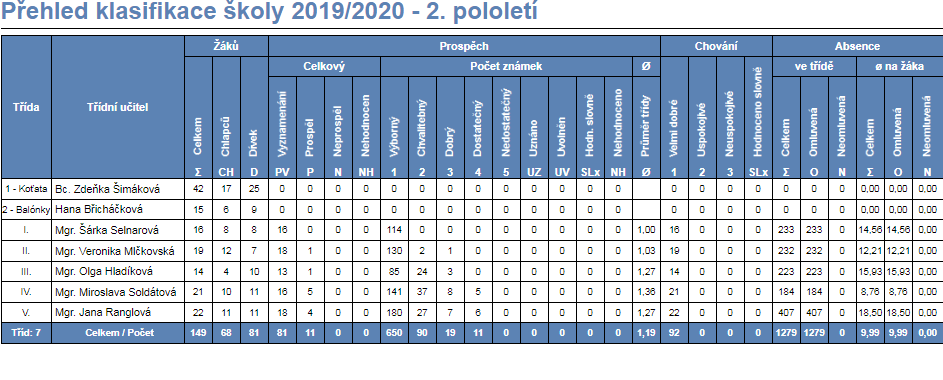 Přehled klasifikace školy 2019/2020 - 2. pololetí
Třída Třídní učitel Žáků Prospěch Chování Absence
Celkový Počet známek Ø ve třídě ø na žáka
Celkem Chlapců Dívek Vyznamenání Prospěl Neprospěl Nehodnocen Výborný Chvalitebný Dobrý Dostatečný Nedostatečný Uznáno Uvolněn Hodn. slovně Nehodnoceno Průměr třídy Velmi dobré Uspokojivé Neuspokojivé Hodnoceno slovně Celkem Omluvená Neomluvená Celkem Omluvená Neomluvená
Σ CH D PV P N NH 1 2 3 4 5 UZ UV SLx NH Ø 1 2 3 SLx Σ O N Σ O N
1 - Koťata Bc. Zdeňka Šimáková 42 17 25 0 0 0 0 0 0 0 0 0 0 0 0 0 0 0 0 0 0 0 0 0,00 0,00 0,00
2 - Balónky Hana Břicháčková 15 6 9 0 0 0 0 0 0 0 0 0 0 0 0 0 0 0 0 0 0 0 0 0,00 0,00 0,00
I. Mgr. Šárka Selnarová 16 8 8 16 0 0 0 114 0 0 0 0 0 0 0 0 1,00 16 0 0 0 233 233 0 14,56 14,56 0,00
II. Mgr. Veronika Mlčkovská 19 12 7 18 1 0 0 130 2 1 0 0 0 0 0 0 1,03 19 0 0 0 232 232 0 12,21 12,21 0,00
III. Mgr. Olga Hladíková 14 4 10 13 1 0 0 85 24 3 0 0 0 0 0 0 1,27 14 0 0 0 223 223 0 15,93 15,93 0,00
IV. Mgr. Miroslava Soldátová 21 10 11 16 5 0 0 141 37 8 5 0 0 0 0 0 1,36 21 0 0 0 184 184 0 8,76 8,76 0,00
V. Mgr. Jana Ranglová 22 11 11 18 4 0 0 180 27 7 6 0 0 0 0 0 1,27 22 0 0 0 407 407 0 18,50 18,50 0,00
Tříd: 7 Celkem / Počet 149 68 81 81 11 0 0 650 90 19 11 0 0 0 0 0 1,19 92 0 0 0 1279 1279 0 9,99 9,99 0,00